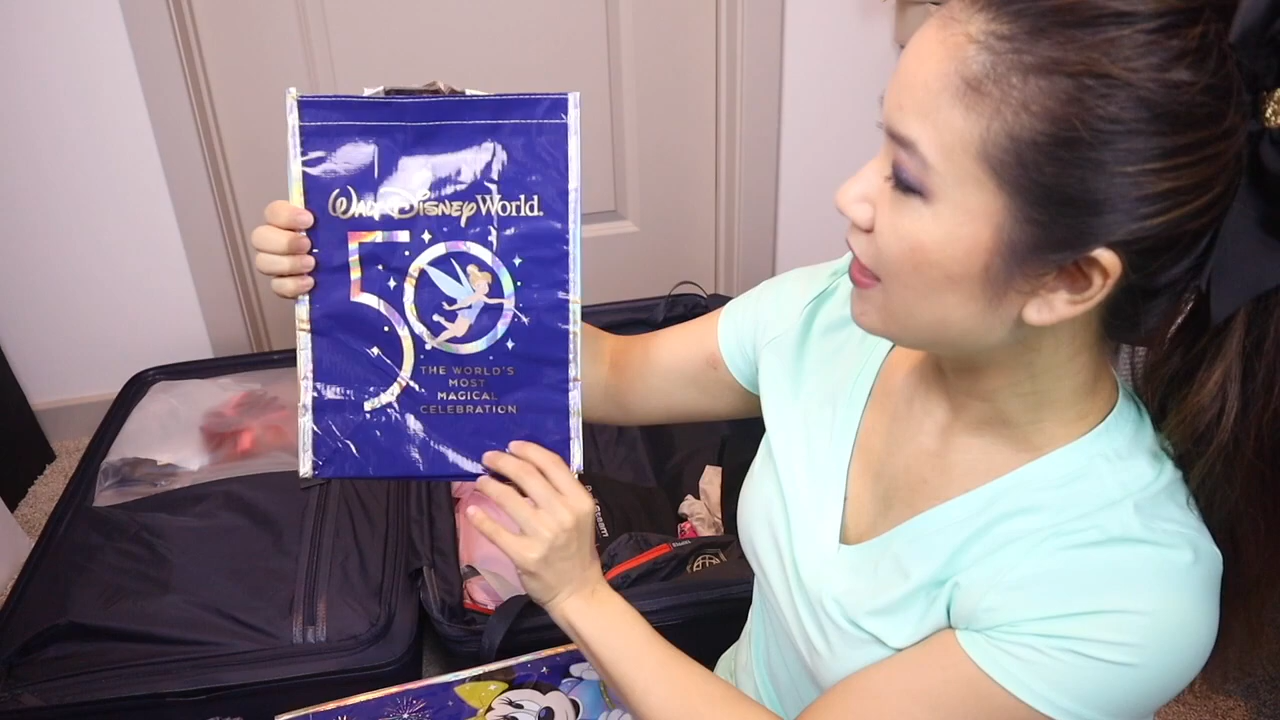 WALT DISNEY World.
50
THE WORLD'S
MOST
MAGICAL
CELEBRATION